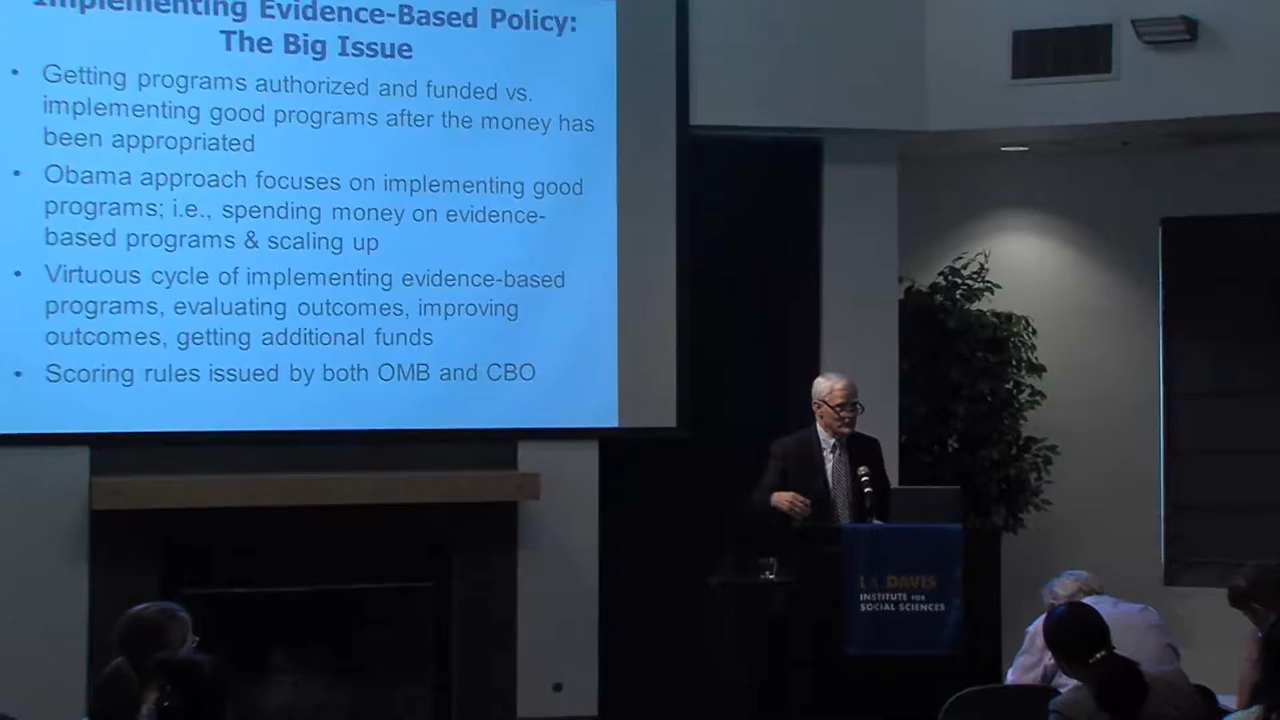 Implementing Evidence-Based Policy:
The Big Issue
• Getting programs authorized and funded vs.
implementing good programs after the money has
been appropriated
• Obama approach focuses on implementing good
programs; i.e., spending money on evidence-
based programs & scaling up
• Virtuous cycle of implementing evidence-based
programs, evaluating outcomes, improving
outcomes, getting additional funds
• Scoring rules issued by both OMB and CBO
DAVIS
INSTITUTE FOR
SOCIAL SCIENCES